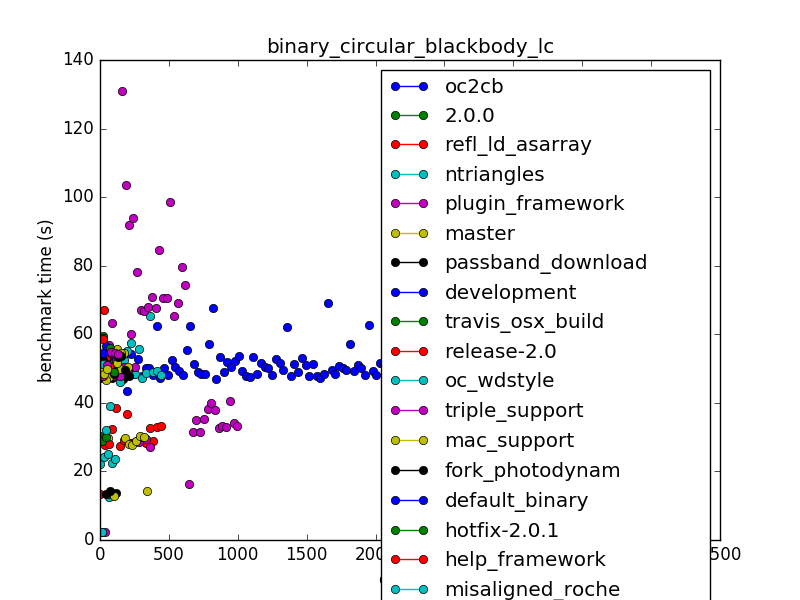 binary_circular_blackbody_lc
140
120
100
80
60
40
20
0
benchmark time (s)
0 500 1000 1500 500
oc2cb
2.0.0
refl_ld_asarray
ntriangles
plugin_framework
master
passband_download
development
travis_osx_build
release-2.0
oc_wdstyle
triple_support
mac_support
fork_photodynam
default_binary
hotfix-2.0.1
help_framework
misaligned_roche